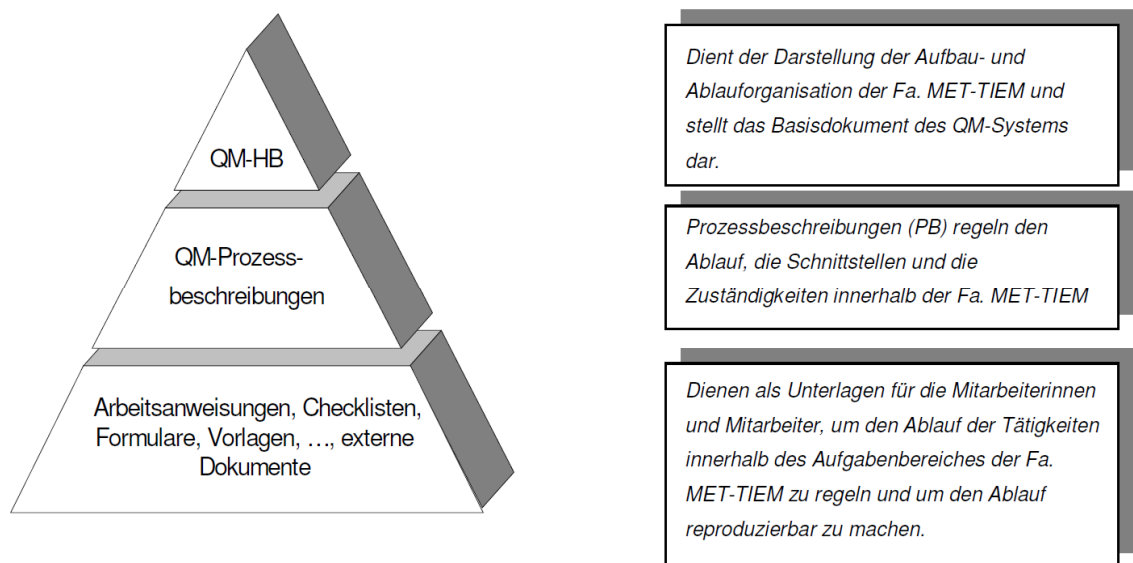 QM-HB
Dient der Darstellung der Aufbau- und
Ablauforganisation der Fa. MET-TIEM und
stellt das Basisdokument des QM-Systems
dar.
QM-Prozess-
beschreibungen
Prozessbeschreibungen (PB) regeln den
Ablauf, die Schnittstellen und die
Zuständigkeiten innerhalb der Fa. MET-TIEM
Arbeitsanweisungen, Checklisten,
Formulare, Vorlagen, …, externe
Dokumente
Dienen als Unterlagen für die Mitarbeiterinnen
und Mitarbeiter, um den Ablauf der Tätigkeiten
innerhalb des Aufgabenbereiches der Fa.
MET-TIEM zu regeln und um den Ablauf
reproduzierbar zu machen.